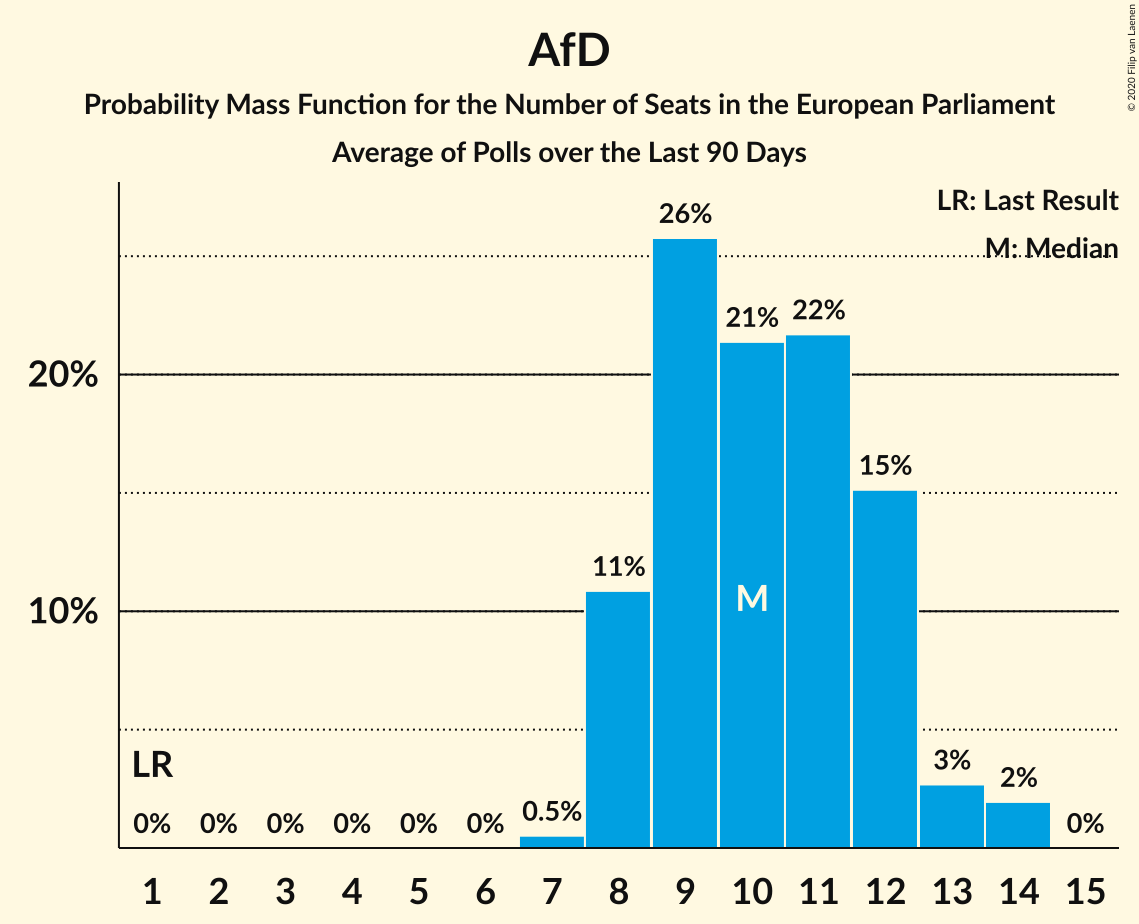 AfD
Probability Mass Function for the Number of Seats in the European Parliament
Average of Polls over the Last 90 Days
© 2020 Filip van Laenen
LR: Last Result
M: Median
26%
22%
21%
20%
15%
11%
M
10%
LR
3%
2%
0.5%
0% 0% 0% 0% 0% 0% 0%
1 2 3 4 5 6 7 8 9 10 11 12 13 14 15